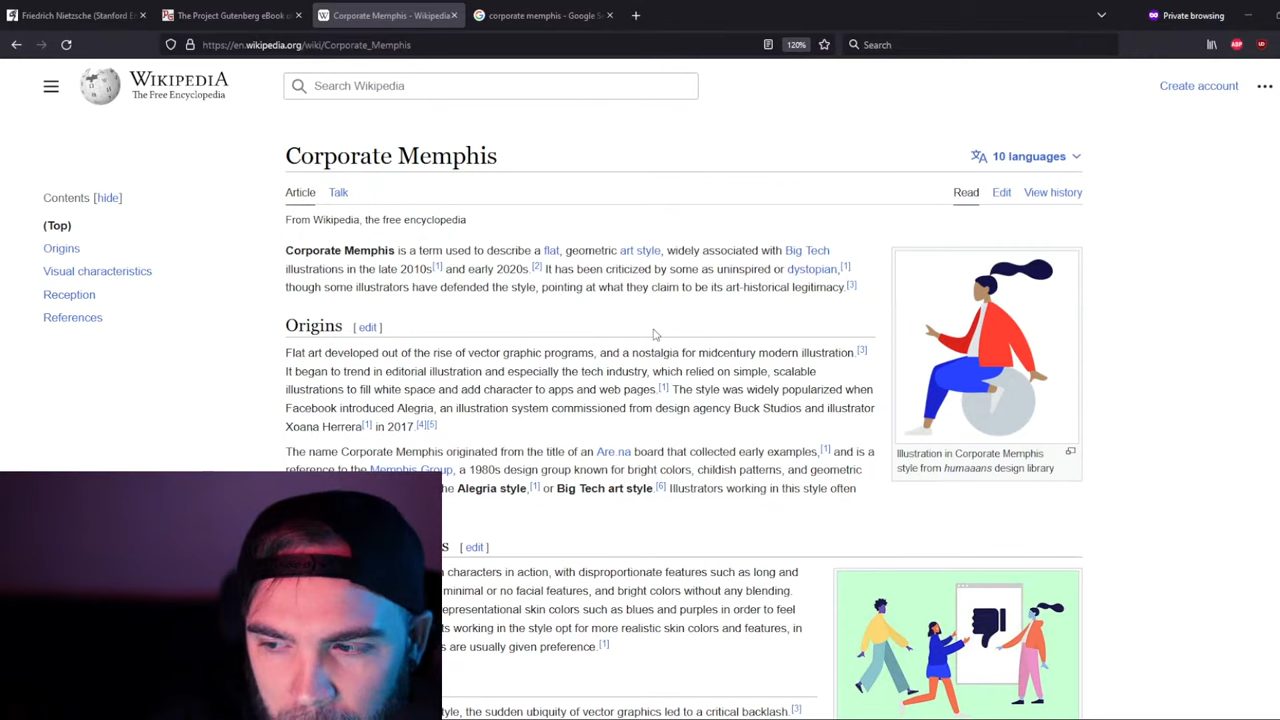 Friedrich Nietzsche (Stanford En
The Project Gutenberg eBook of
Corporate Memphis - Wikipedia
corporate memphis - Google Se
Private browsing
https://en.wikipedia.org/wiki/Corporate_Memphis
120%
Search
ABP
WIKIPEDIA
The Free Encyclopedia
Search Wikipedia
Create account
Corporate Memphis
10 languages
Contents [hide]
(Top)
Origins
Visual characteristics
Reception
References
Article Talk
Read Edit View history
From Wikipedia, the free encyclopedia
Corporate Memphis is a term used to describe a flat, geometric art style, widely associated with Big Tech
illustrations in the late 2010s[1] and early 2020s.[2] It has been criticized by some as uninspired or dystopian,[1]
though some illustrators have defended the style, pointing at what they claim to be its art-historical legitimacy.[3]
Illustration in Corporate Memphis
style from humaaans design library
Origins [ edit ]
Flat art developed out of the rise of vector graphic programs, and a nostalgia for midcentury modern illustration.[3]
It began to trend in editorial illustration and especially the tech industry, which relied on simple, scalable
illustrations to fill white space and add character to apps and web pages.[1] The style was widely popularized when
Facebook introduced Alegria, an illustration system commissioned from design agency Buck Studios and illustrator
Xoana Herrera[1] in 2017.[4][5]
The name Corporate Memphis originated from the title of an Are.na board that collected early examples,[1] and is a
reference to the Memphis Group, a 1980s design group known for bright colors, childish patterns, and geometric
Alegria style,[1] or Big Tech art style.[6] Illustrators working in this style often
[ edit ]
characters in action, with disproportionate features such as long and
minimal or no facial features, and bright colors without any blending.
epresentational skin colors such as blues and purples in order to feel
ts working in the style opt for more realistic skin colors and features, in
are usually given preference.[1]
tyle, the sudden ubiquity of vector graphics led to a critical backlash.[3]